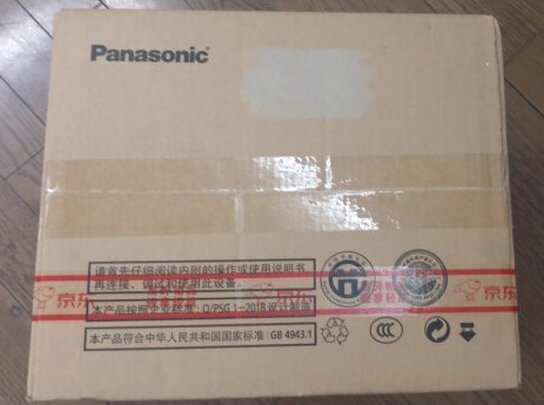 Panasonic
请首先仔细阅读内附的操作或使用说明书
再连接、调试和使用此设备。
京东
京东
京东
本产品按照企业标准: Q/PSG 1-2018 设计制造
本产品符合中华人民共和国国家标准: GB 4943.1
CCC